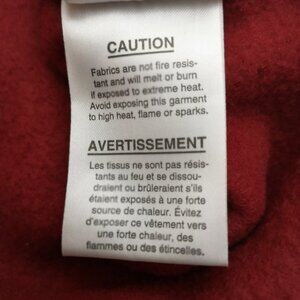 CAUTION
Fabrics are not fire resis-
tant and will melt or burn
if exposed to extreme heat.
Avoid exposing this garment
to high heat, flame or sparks.
AVERTISSEMENT
Les tissus ne sont pas résis-
tants au feu et se dissou-
draient ou brûleraient s'ils
étaient exposés à une forte
source de chaleur. Évitez
d'exposer ce vêtement vers
une forte chaleur, des
flammes ou des étincelles.